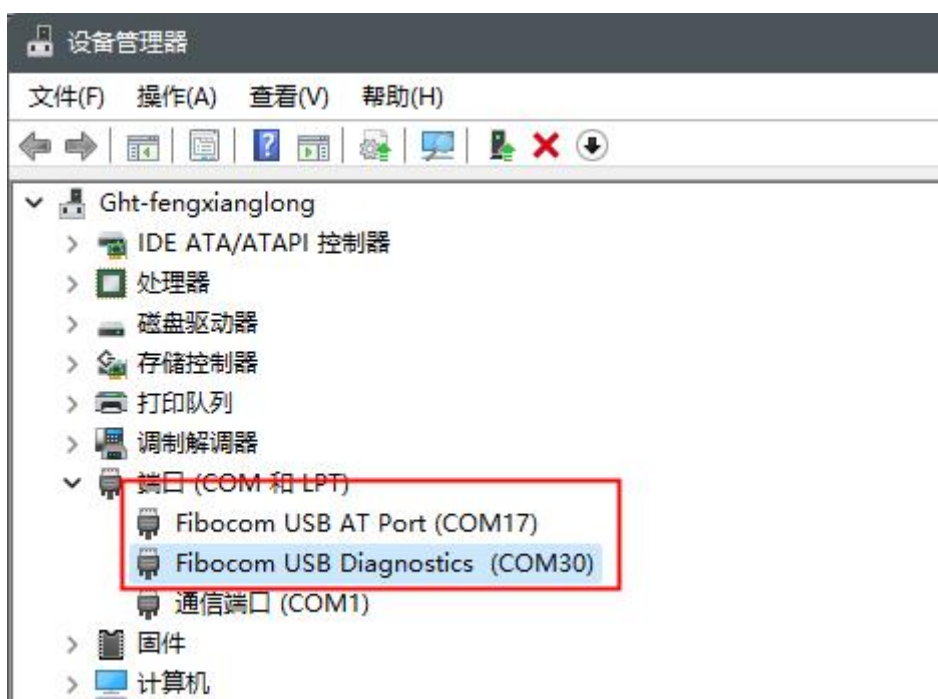 设备管理器
文件(F) 操作(A) 查看(V) 帮助(H)
Ght-fengxianglong
IDE ATA/ATAPI 控制器
处理器
磁盘驱动器
存储控制器
打印队列
调制解调器
端口 (COM 和 LPT)
Fibocom USB AT Port (COM17)
Fibocom USB Diagnostics (COM30)
通信端口 (COM1)
固件
计算机